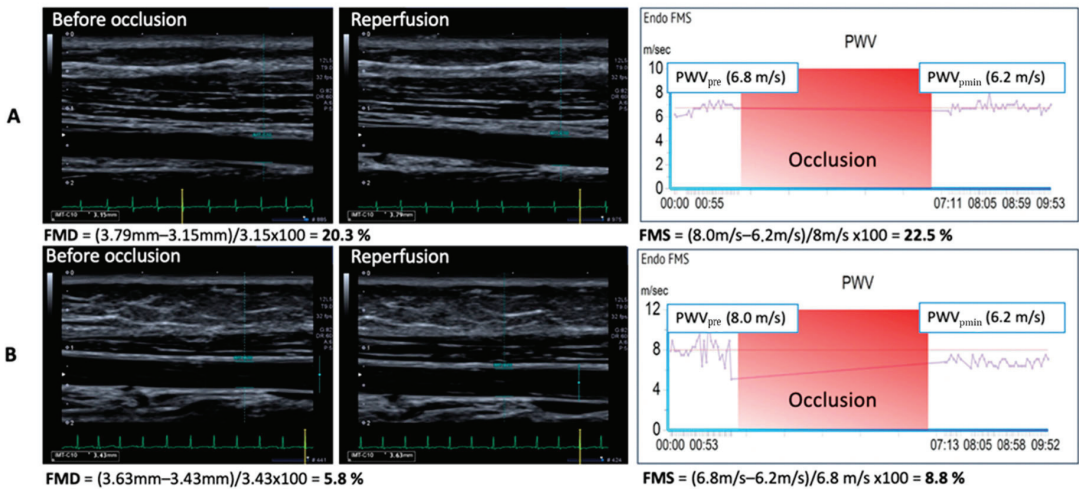 A
Before occlusion
Reperfusion
IMT-C10 3.15mm
IMT-C10 3.79mm
FMD = (3.79mm–3.15mm)/3.15x100 = 20.3 %
Endo FMS
PWV
m/sec
10
8
6
4
2
0
PWVpre (6.8 m/s)
PWVpmin (6.2 m/s)
Occlusion
00:00 00:55
07:11 08:05 08:59 09:53
FMS = (8.0m/s–6,2m/s)/8m/s x100 = 22.5 %
B
Before occlusion
Reperfusion
IMT-C10 3.43mm
IMT-C10 3.63mm
FMD = (3.63mm–3.43mm)/3.43x100 = 5.8 %
Endo FMS
PWV
m/sec
12
8
4
0
PWVpre (8.0 m/s)
PWVpmin (6.2 m/s)
Occlusion
00:00 00:53
07:13 08:05 08:58 09:52
FMS = (6.8m/s–6.2m/s)/6.8 m/s x100 = 8.8 %